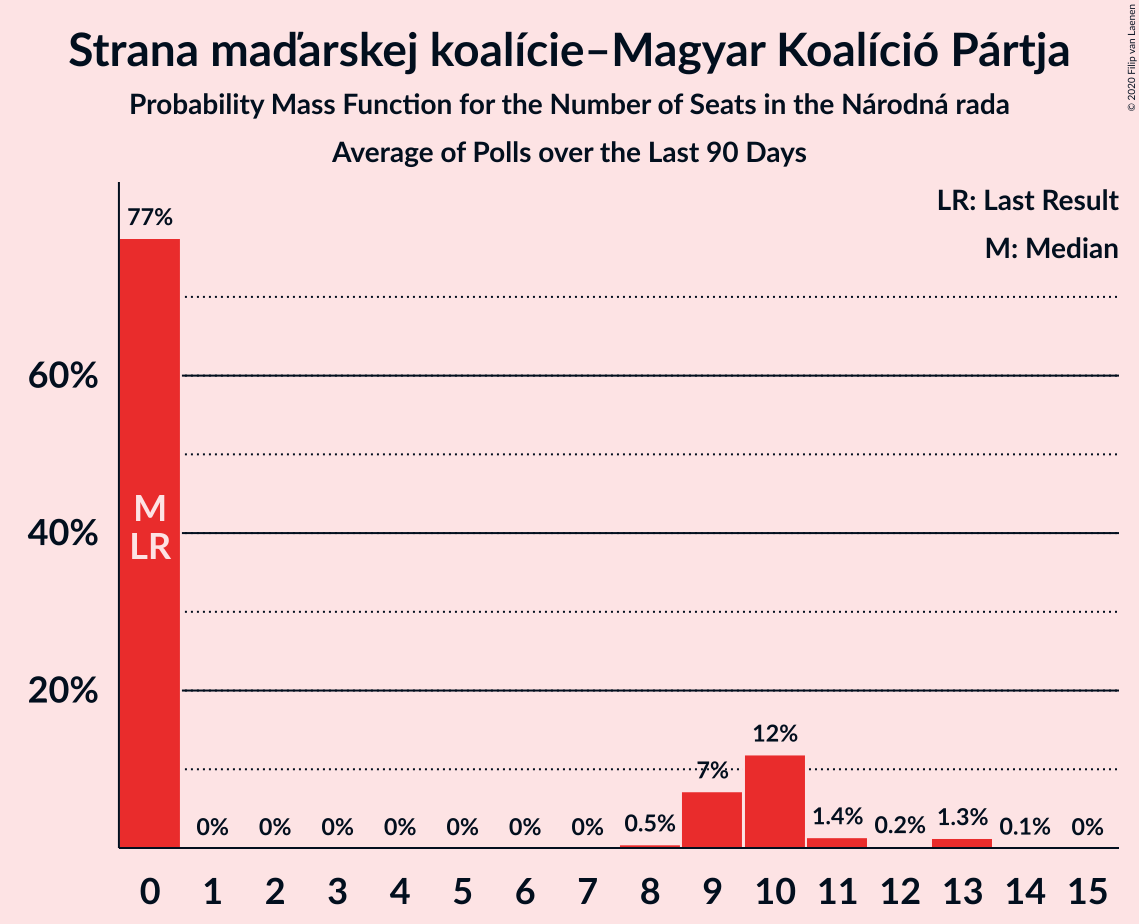 Strana maďarskej koalície–Magyar Koalíció Pártja
Probability Mass Function for the Number of Seats in the Národná rada
Average of Polls over the Last 90 Days
© 2020 Filip van Laenen
LR: Last Result
M: Median
77%
60%
40%
20%
M
LR
0% 0% 0% 0% 0% 0% 0% 0.5% 7% 12% 1.4% 0.2% 1.3% 0.1% 0%
0 1 2 3 4 5 6 7 8 9 10 11 12 13 14 15